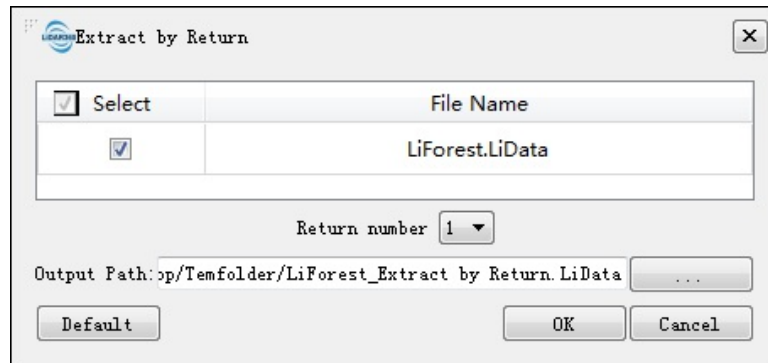 LiDAR360 Extract by Return
Select File Name
LiForest.LiData
Return number 1
Output Path: op/Temfolder/LiForest_Extract by Return.LiData ...
Default OK Cancel